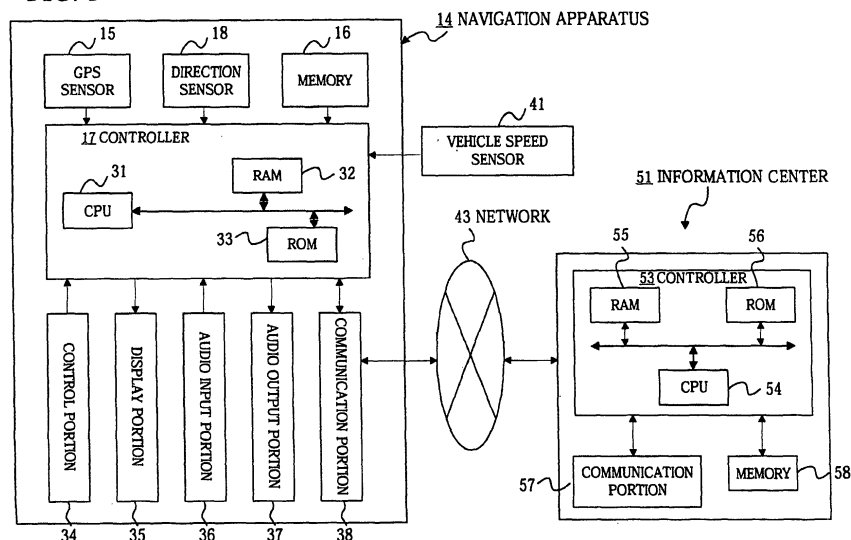 14 NAVIGATION APPARATUS
15
18
16
GPS
SENSOR
DIRECTION
SENSOR
MEMORY
17 CONTROLLER
31
CPU
RAM
32
33
ROM
41
VEHICLE SPEED
SENSOR
43 NETWORK
51 INFORMATION CENTER
55
56
53 CONTROLLER
RAM
ROM
CPU
54
57
COMMUNICATION
PORTION
MEMORY
58
CONTROL PORTION
DISPLAY PORTION
AUDIO INPUT PORTION
AUDIO OUTPUT PORTION
COMMUNICATION PORTION
34
35
36
37
38